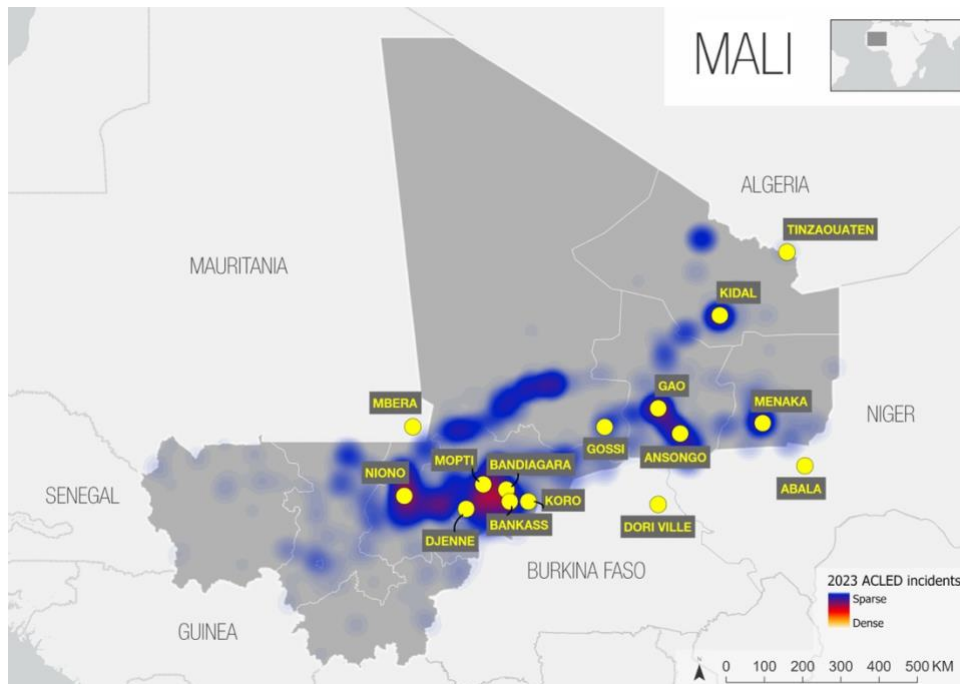 MALI
ALGERIA
TINZAOUATEN
MAURITANIA
KIDAL
GAO
MBERA
MENAKA
NIGER
GOSSI
ANSONGO
MOPTI
BANDIAGARA
NIONO
ABALA
SENEGAL
KORO
BANKASS
DORI VILLE
DJENNE
BURKINA FASO
2023 ACLED incidents
Sparse
Dense
GUINEA
N
0 100 200 300 400 500 KM